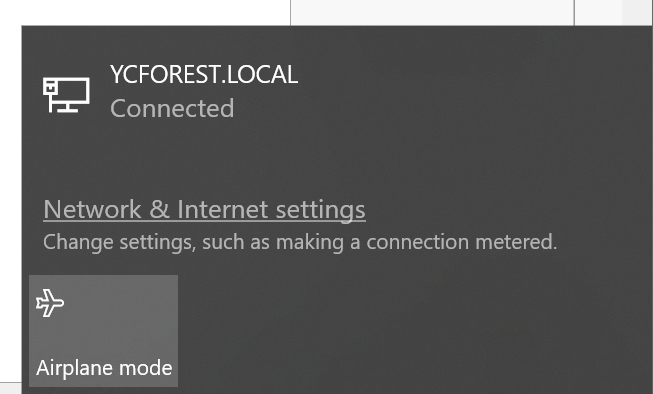 YCFOREST.LOCAL
Connected
Network & Internet settings
Change settings, such as making a connection metered.
Airplane mode